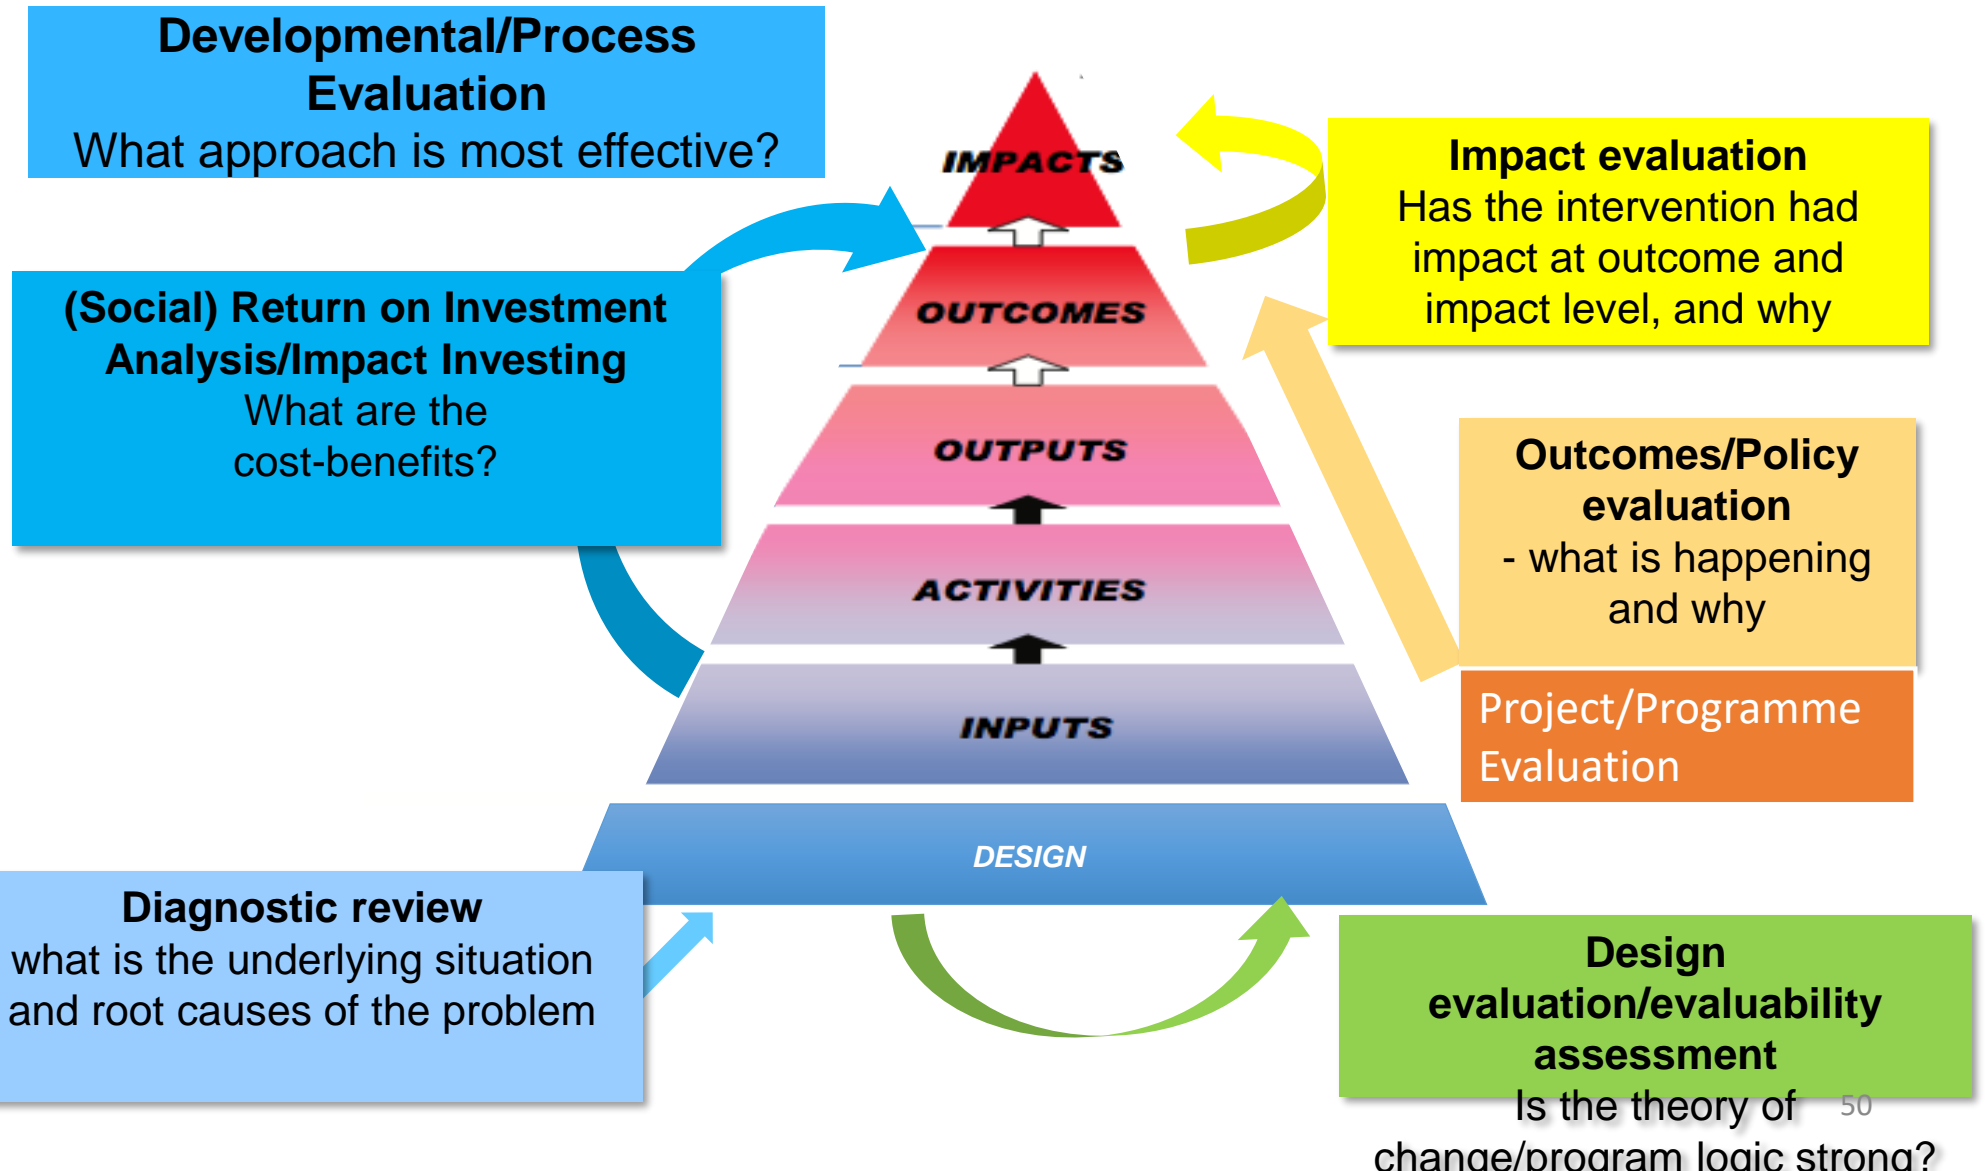 Developmental/Process
Evaluation
What approach is most effective?
(Social) Return on Investment
Analysis/Impact Investing
What are the
cost-benefits?
IMPACTS
OUTCOMES
OUTPUTS
ACTIVITIES
INPUTS
DESIGN
Impact evaluation
Has the intervention had
impact at outcome and
impact level, and why
Outcomes/Policy
evaluation
- what is happening
and why
Project/Programme
Evaluation
Diagnostic review
what is the underlying situation
and root causes of the problem
Design
evaluation/evaluability
assessment
Is the theory of
change/program logic strong?
50